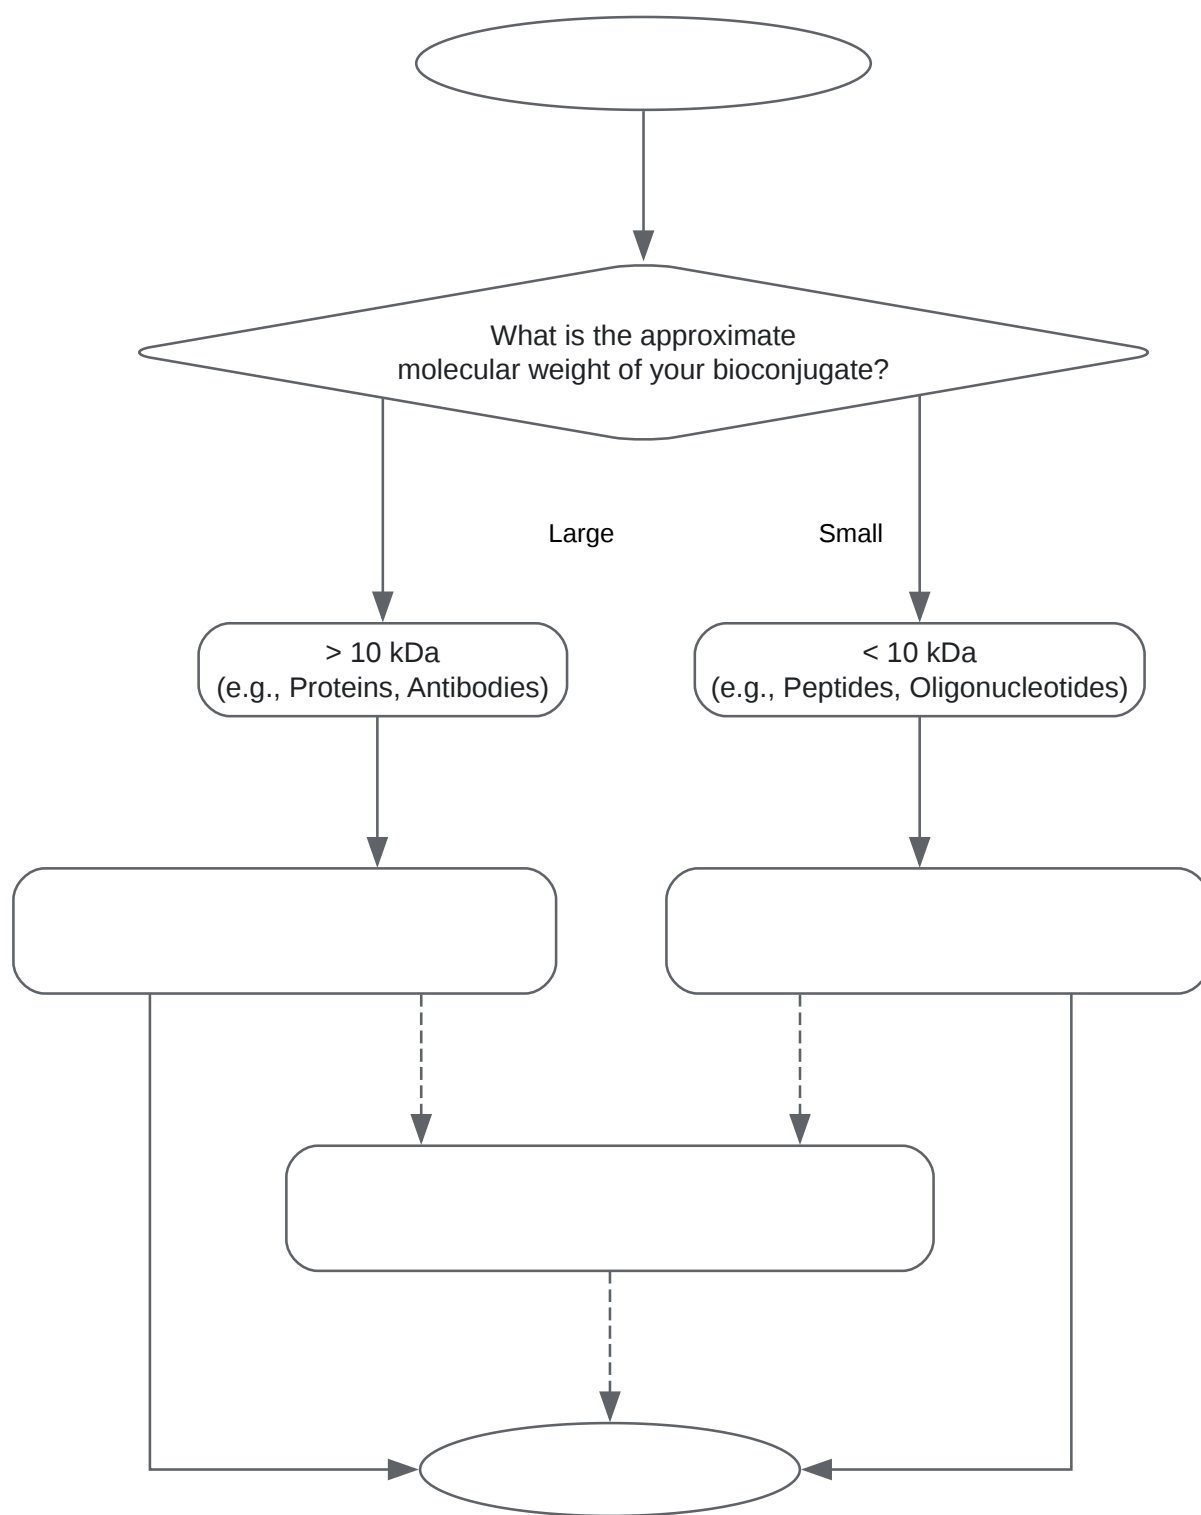 What is the approximate
molecular weight of your bioconjugate?
Large
Small
> 10 kDa
(e.g., Proteins, Antibodies)
< 10 kDa
(e.g., Peptides, Oligonucleotides)